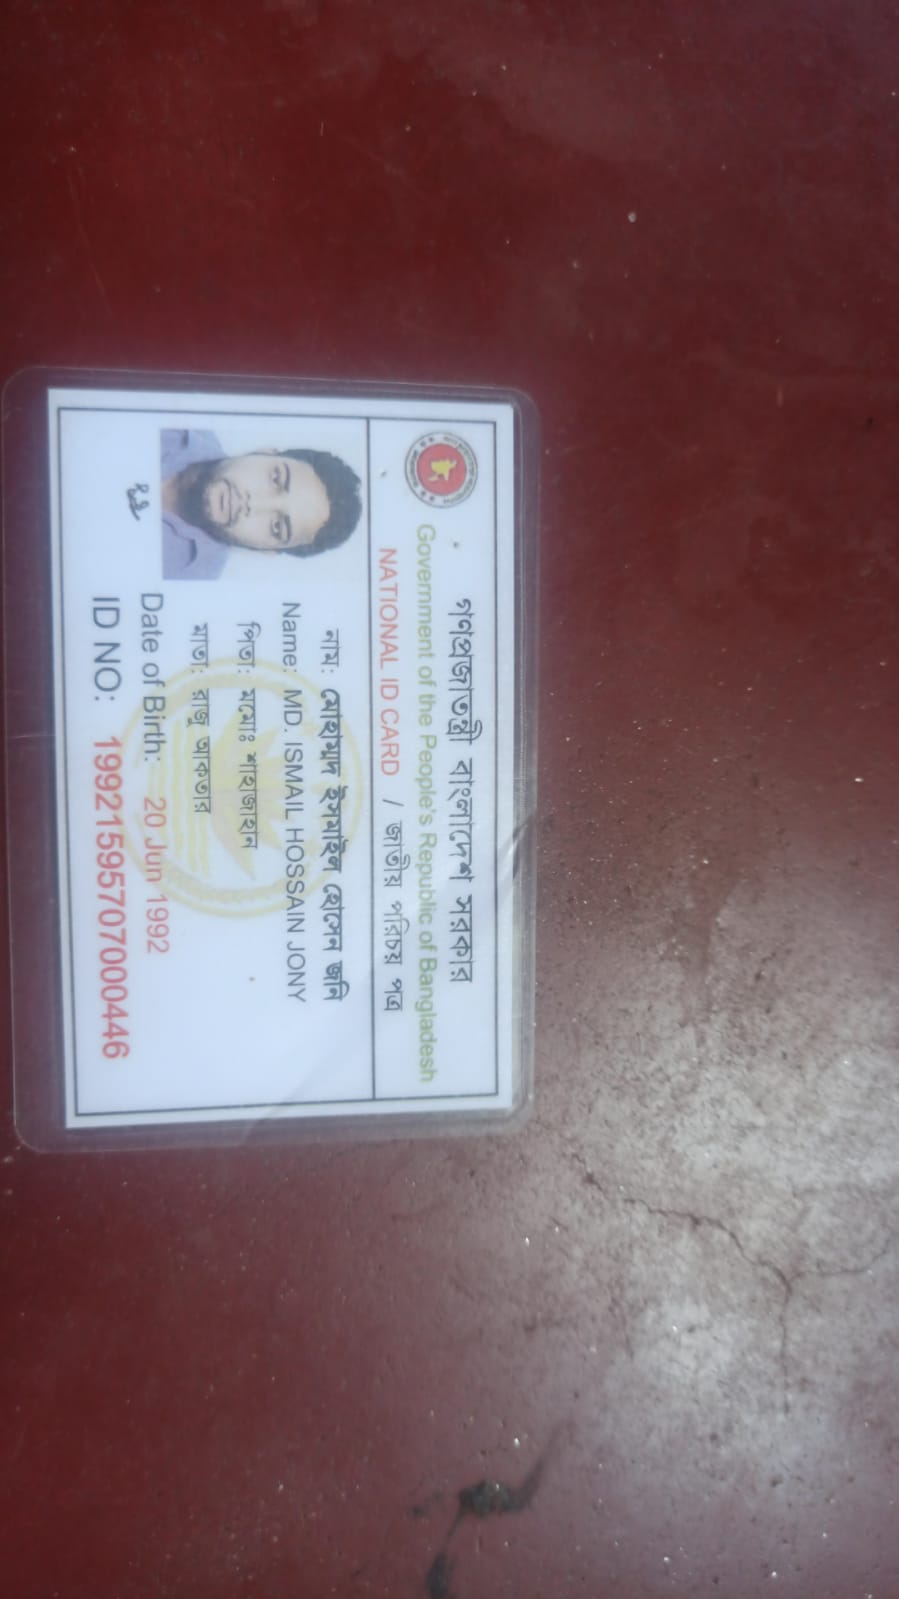 গণপ্রজাতন্ত্রী বাংলাদেশ সরকার
Government of the People's Republic of Bangladesh
NATIONAL ID CARD / জাতীয় পরিচয় পত্র
নাম: মোহাম্মদ ইসমাইল হোসেন জনি
Name: MD. ISMAIL HOSSAIN JONY
পিতা: মমোঃ শাহজাহান
মাতা: রাজু আকতার
Date of Birth: 20 Jun 1992
ID NO: 19921595707000446